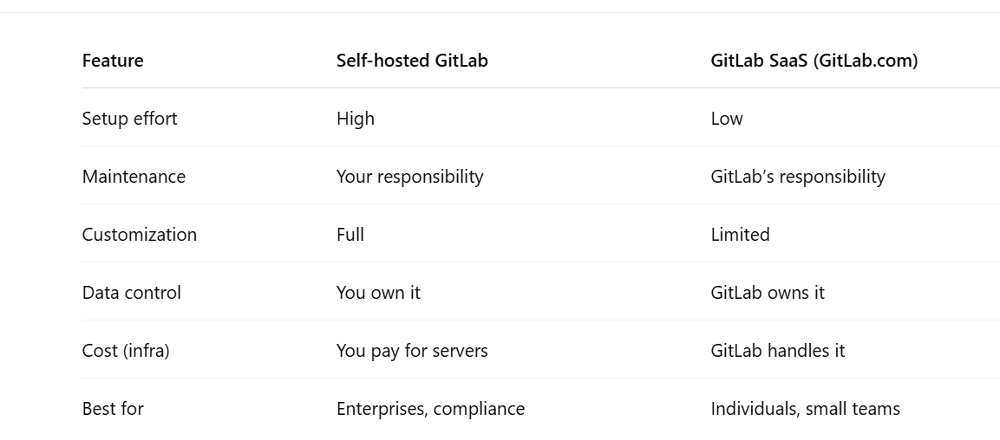 Feature Self-hosted GitLab GitLab SaaS (GitLab.com)
Setup effort High Low
Maintenance Your responsibility GitLab’s responsibility
Customization Full Limited
Data control You own it GitLab owns it
Cost (infra) You pay for servers GitLab handles it
Best for Enterprises, compliance Individuals, small teams